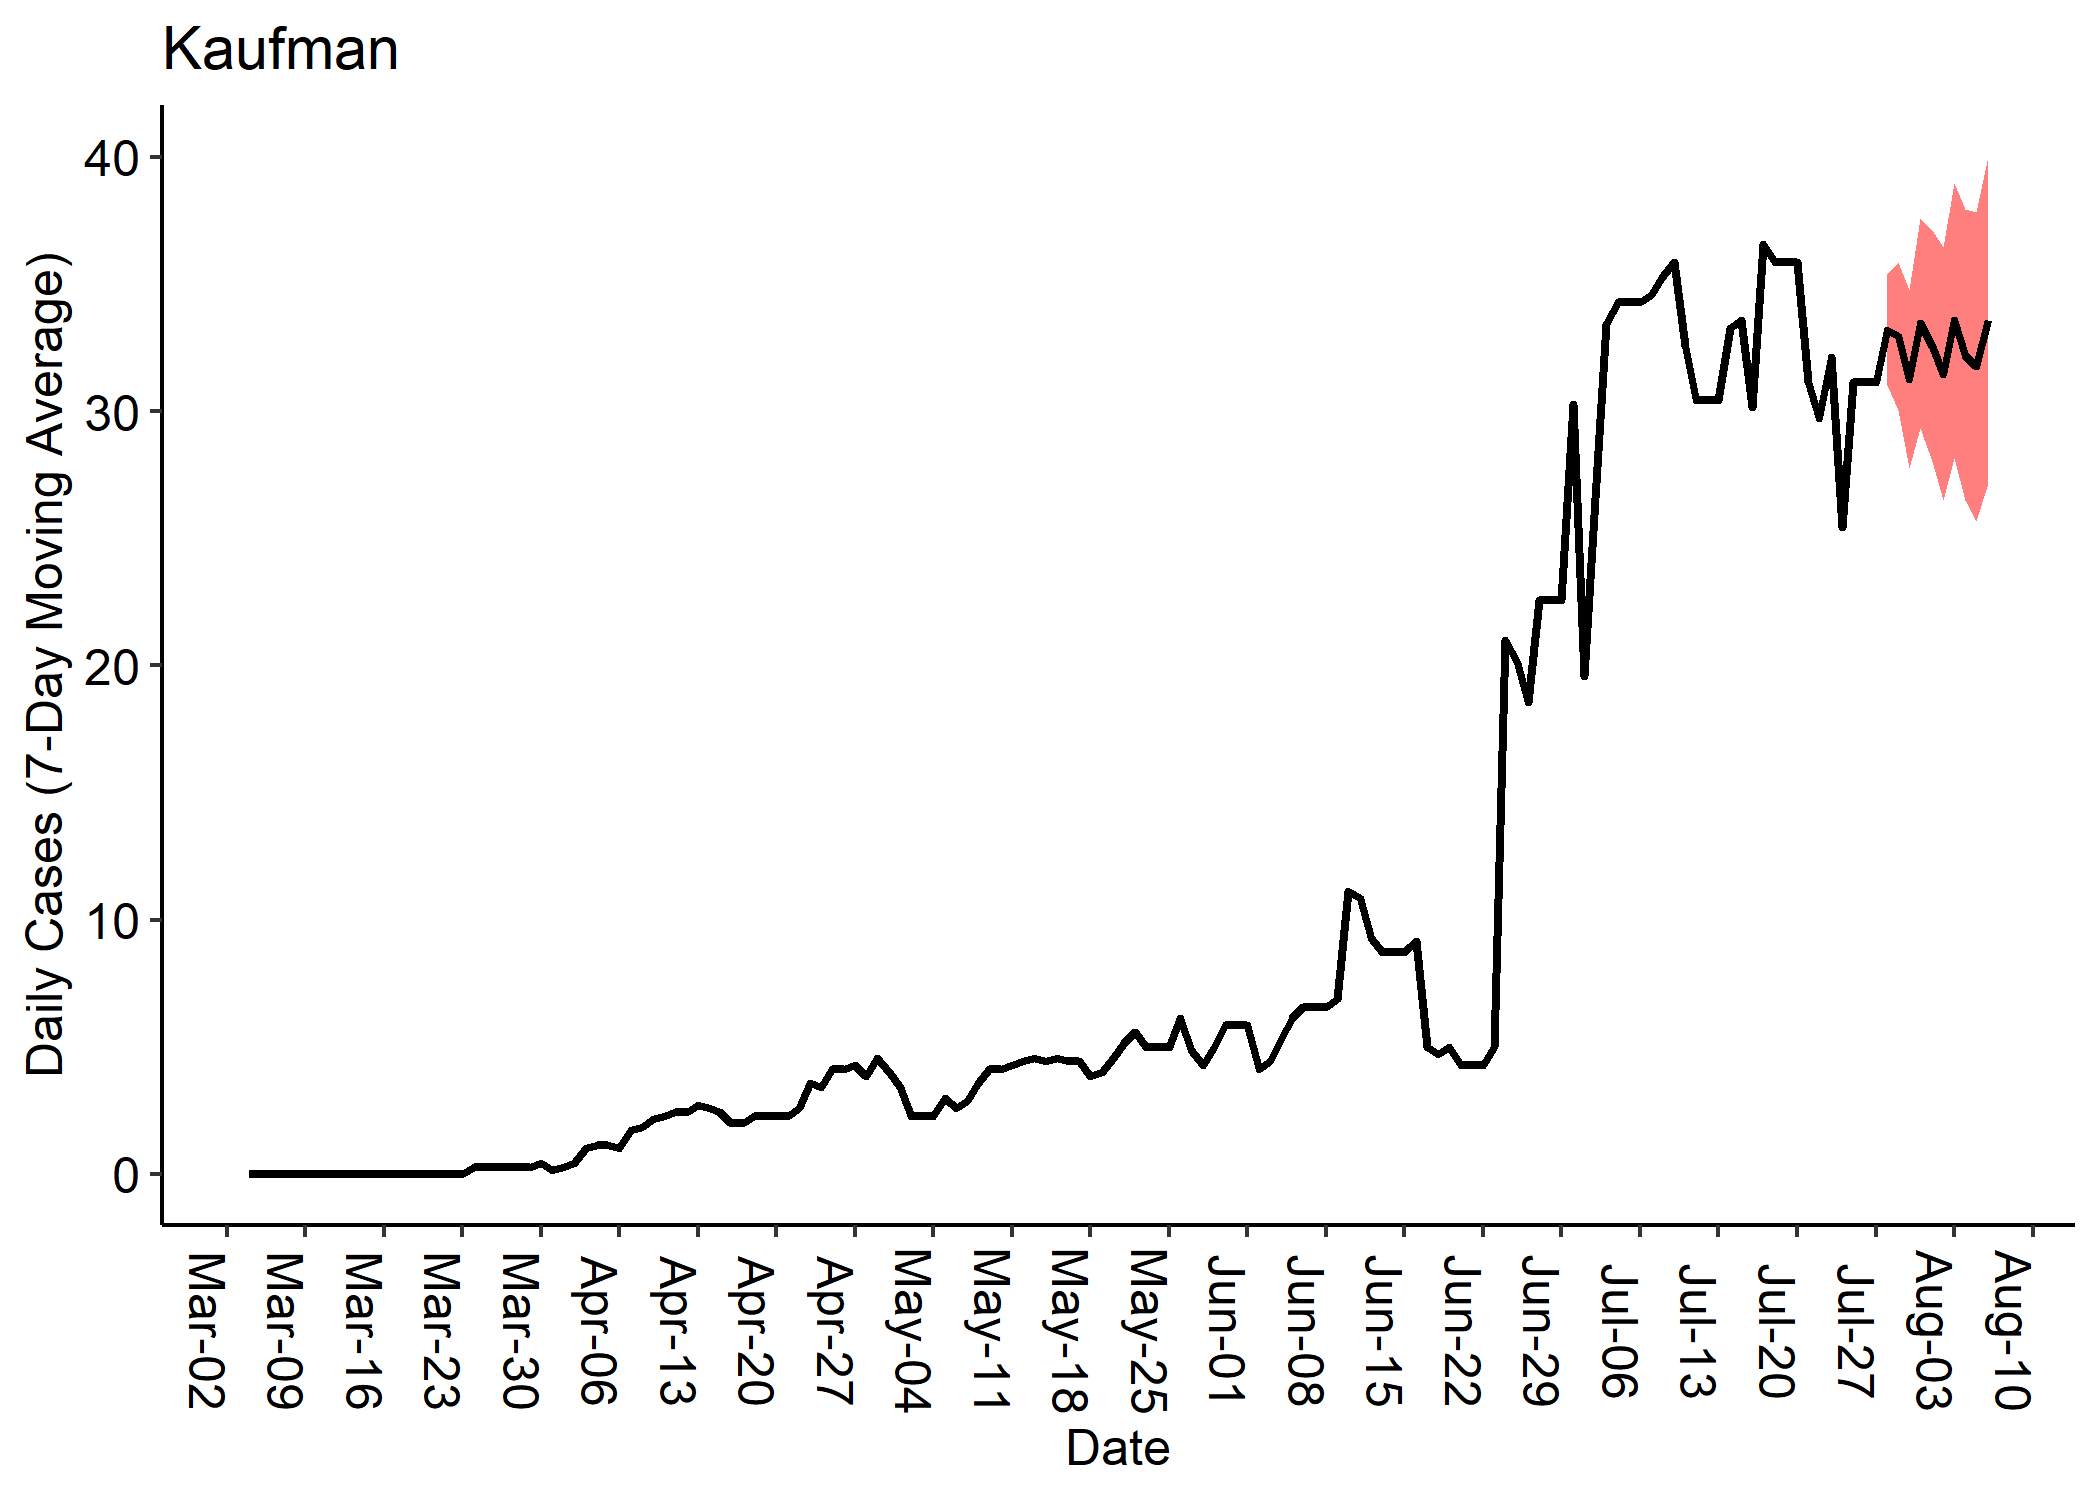 Kaufman
Daily Cases (7-Day Moving Average)
40
30
20
10
0
Mar-02
Mar-09
Mar-16
Mar-23
Mar-30
Apr-06
Apr-13
Apr-20
Apr-27
May-04
May-11
May-18
May-25
Jun-01
Jun-08
Jun-15
Jun-22
Jun-29
Jul-06
Jul-13
Jul-20
Jul-27
Aug-03
Aug-10
Date